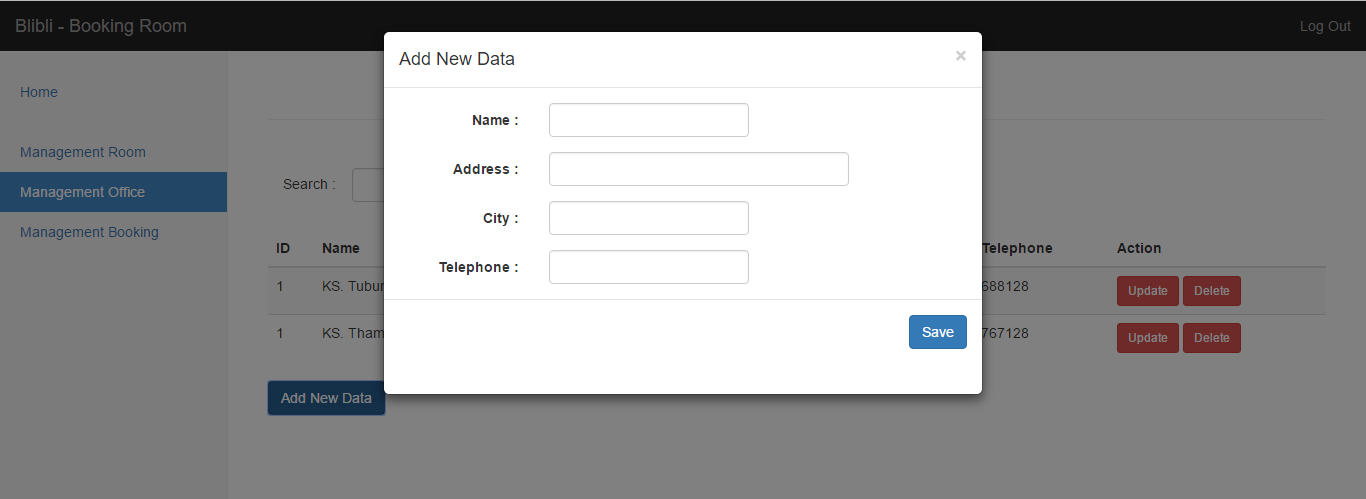 Blibli - Booking Room
Log Out
Add New Data
×
Home
Name :
Management Room
Address :
Search :
Management Office
City :
Management Booking
ID Name Telephone Action
Telephone :
1 KS. Tubur 688128 Update Delete
1 KS. Tham 767128 Update Delete
Save
Add New Data